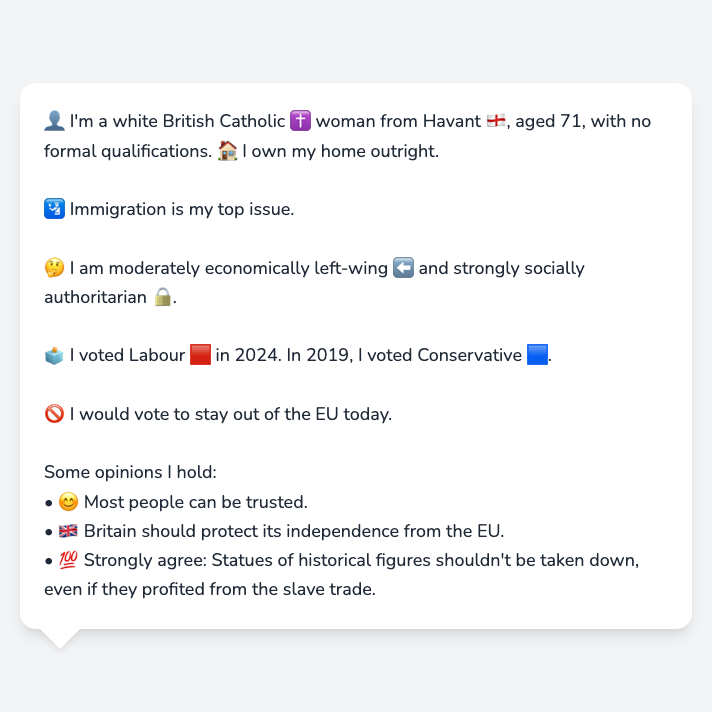 👤 I'm a white British Catholic ✝️ woman from Havant 🏴󠁧󠁢󠁥󠁮󠁧󠁿, aged 71, with no
formal qualifications. 🏠 I own my home outright.
🛂 Immigration is my top issue.
🤔 I am moderately economically left-wing ⬅️ and strongly socially
authoritarian 🔒.
🗳️ I voted Labour 🟥 in 2024. In 2019, I voted Conservative 🟦.
🚫 I would vote to stay out of the EU today.
Some opinions I hold:
• 😊 Most people can be trusted.
• 🇬🇧 Britain should protect its independence from the EU.
• 💯 Strongly agree: Statues of historical figures shouldn't be taken down,
even if they profited from the slave trade.